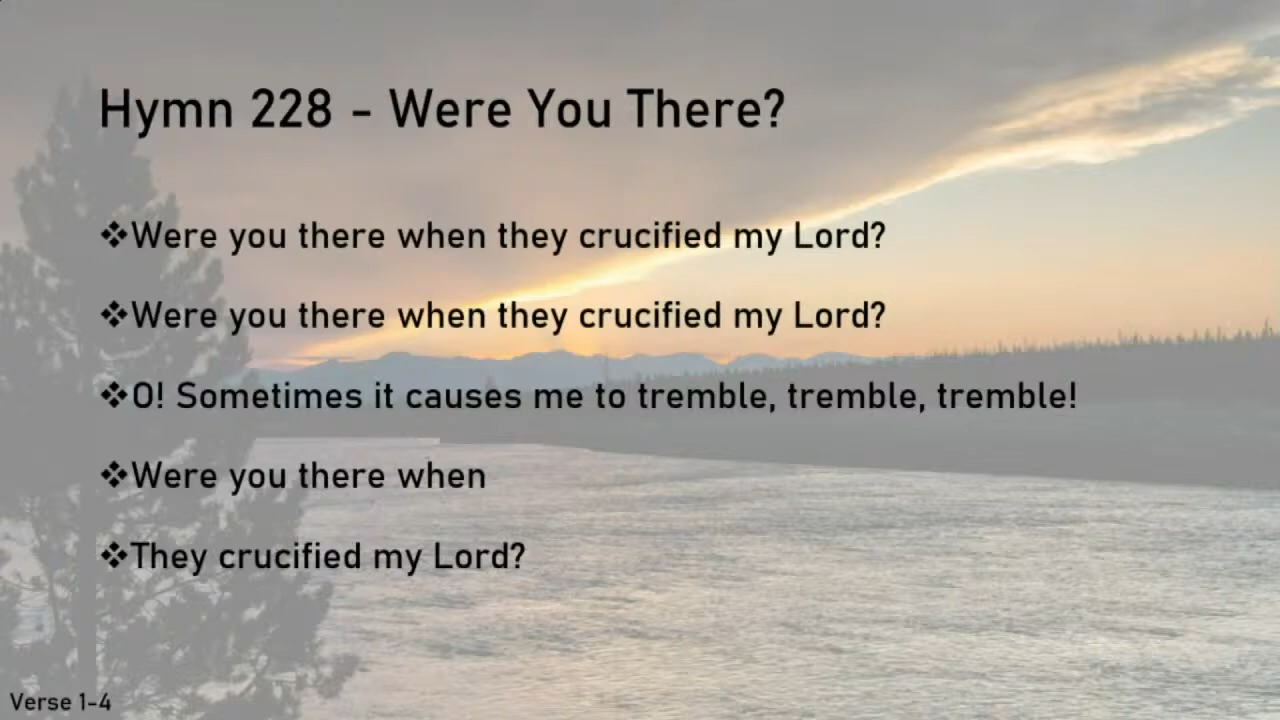 Hymn 228 - Were You There?
❖Were you there when they crucified my Lord?
❖Were you there when they crucified my Lord?
❖O! Sometimes it causes me to tremble, tremble, tremble!
❖Were you there when
❖They crucified my Lord?
Verse 1-4